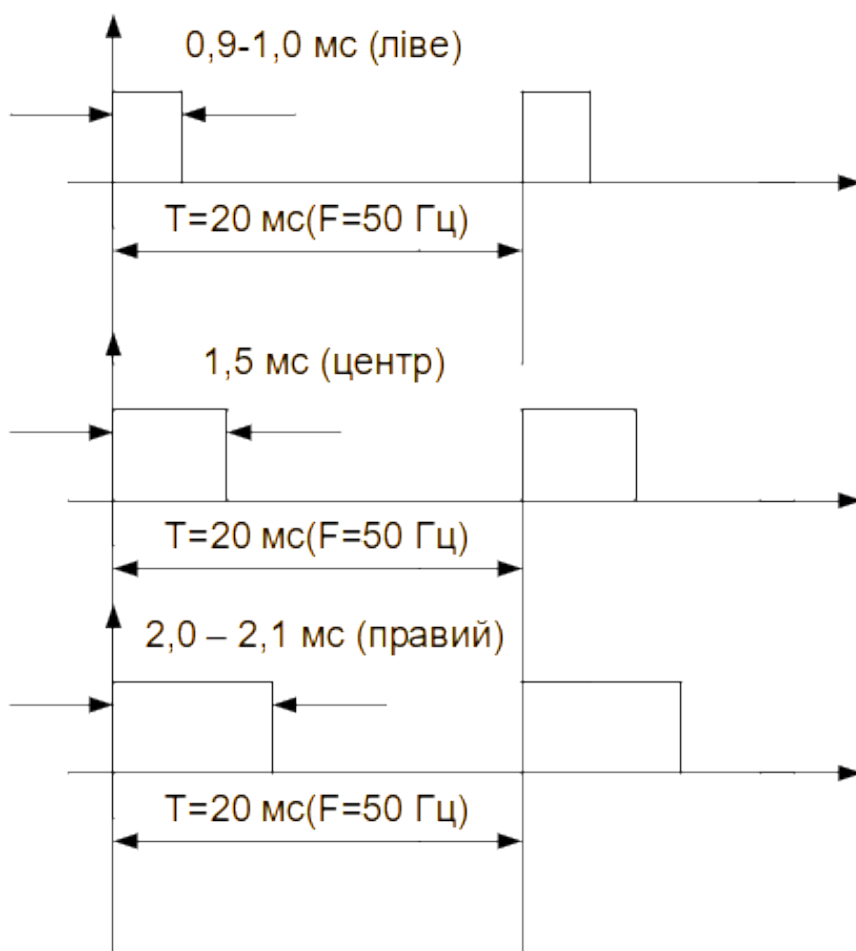 0,9-1,0 мс (ліве)
T=20 мс(F=50 Гц)
1,5 мс (центр)
T=20 мс(F=50 Гц)
2,0 – 2,1 мс (правий)
T=20 мс(F=50 Гц)